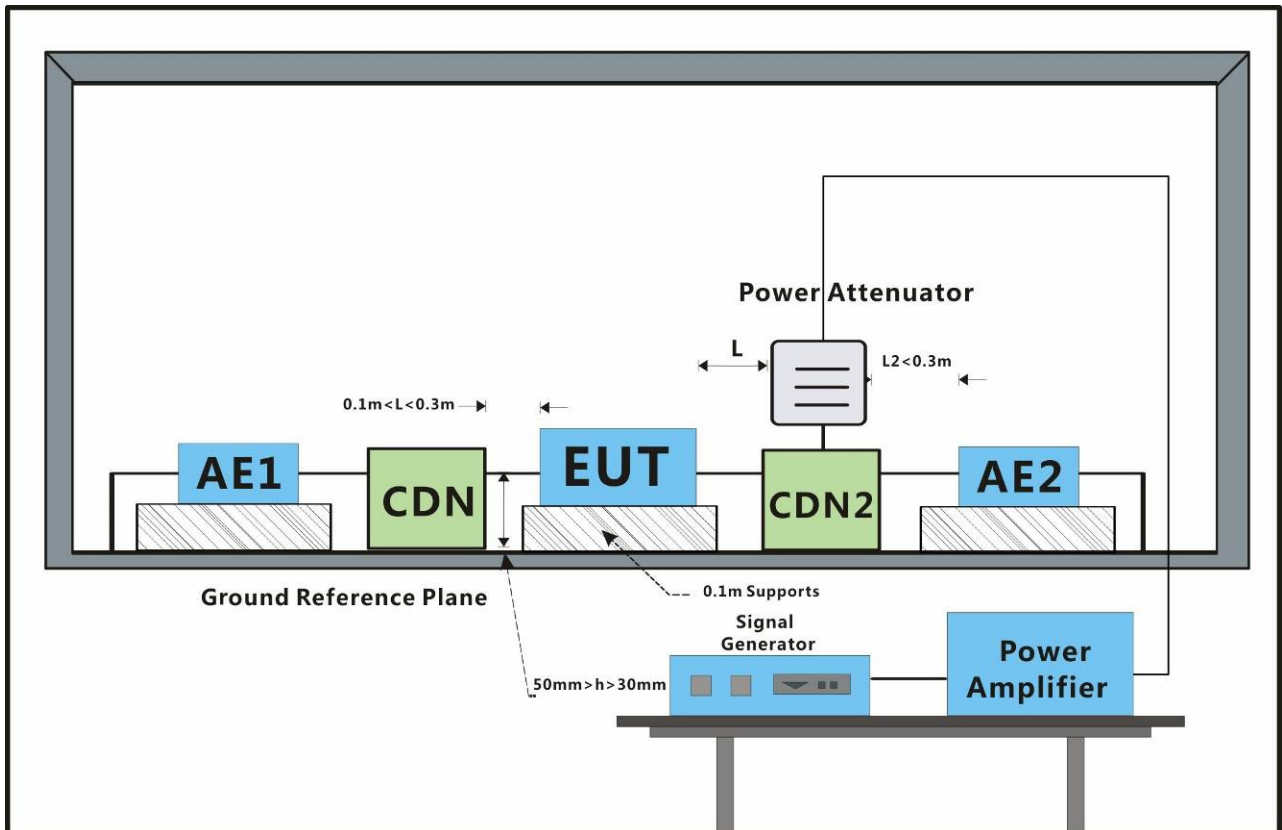 Power Attenuator
L
L2<0.3m
0.1m<L<0.3m
AE1
CDN
EUT
CDN2
AE2
Ground Reference Plane
0.1m Supports
Signal
Generator
50mm>h>30mm
Power
Amplifier